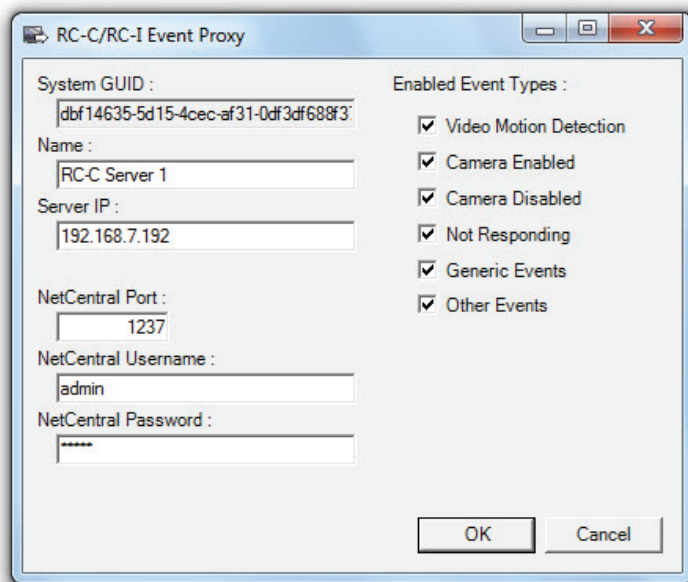 RC-C/RC-I Event Proxy
System GUID :
dbf14635-5d15-4cec-af31-0df3df688f3
Name :
RC-C Server 1
Server IP :
192.168.7.192
NetCentral Port :
1237
NetCentral Username :
admin
NetCentral Password :
*****
Enabled Event Types :
Video Motion Detection
Camera Enabled
Camera Disabled
Not Responding
Generic Events
Other Events
OK
Cancel